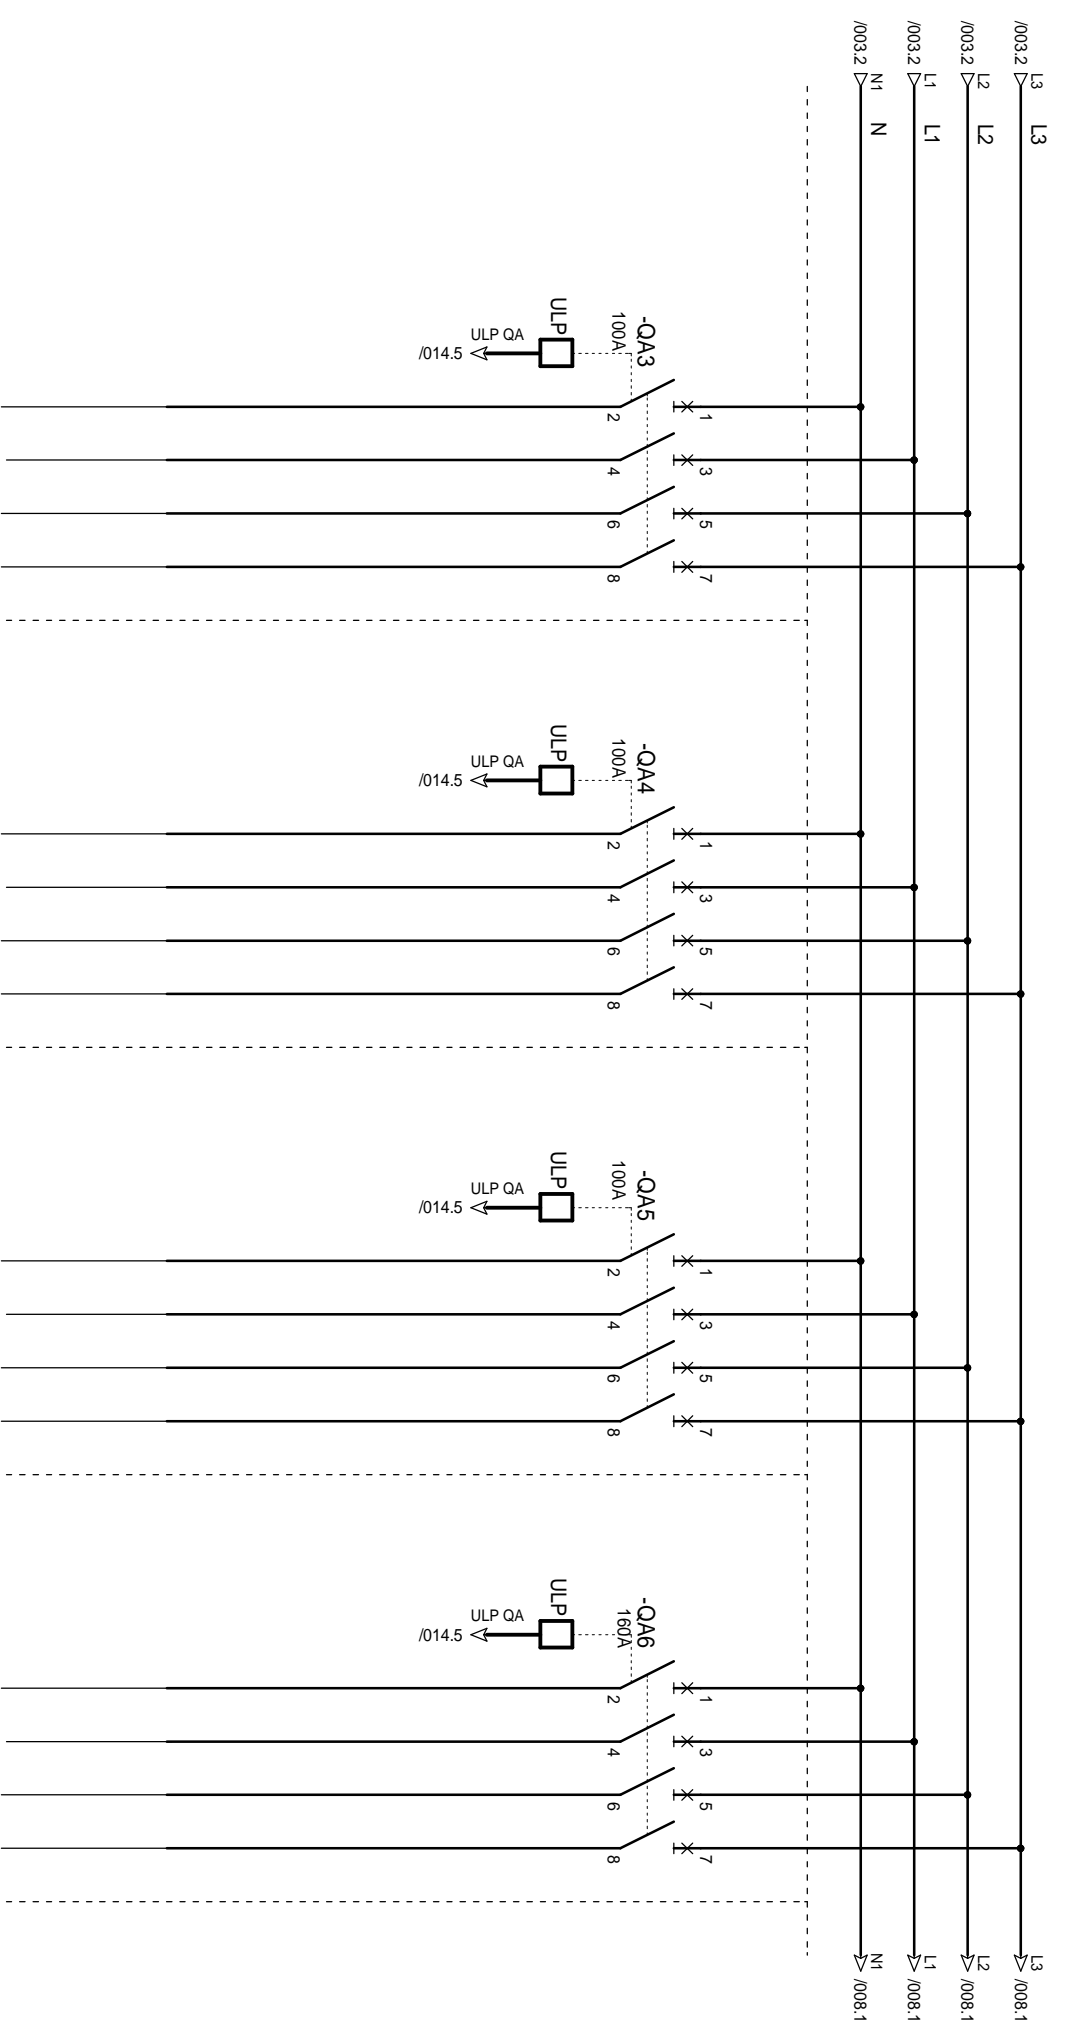 /003.2 L3
L3
/003.2 L2
L2
/003.2 L1
L1
/003.2 N1
N
L3 /008.1
L2 /008.1
L1 /008.1
N1 /008.1
-QA3
100A
ULP
ULP QA
/014.5
1
3
5
7
2
4
6
8
-QA4
100A
ULP
ULP QA
/014.5
1
3
5
7
2
4
6
8
-QA5
100A
ULP
ULP QA
/014.5
1
3
5
7
2
4
6
8
-QA6
160A
ULP
ULP QA
/014.5
1
3
5
7
2
4
6
8